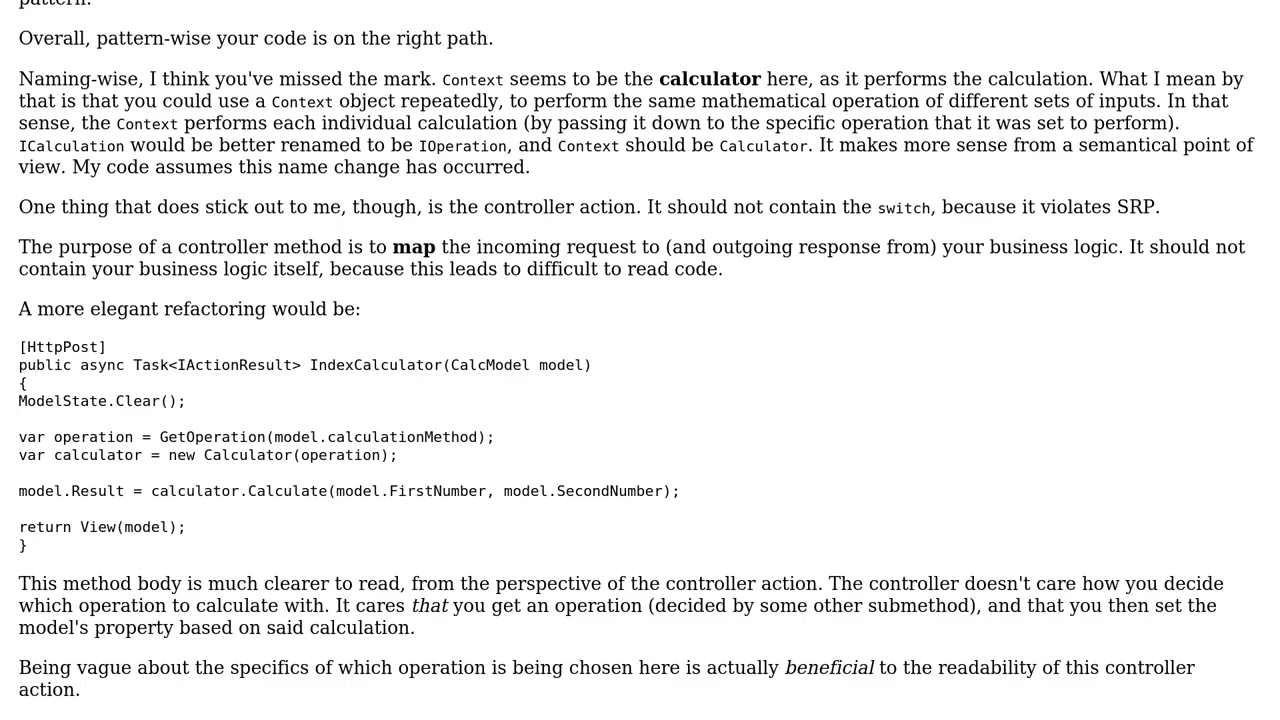 pattern.
Overall, pattern-wise your code is on the right path.
Naming-wise, I think you've missed the mark. Context seems to be the calculator here, as it performs the calculation. What I mean by
that is that you could use a Context object repeatedly, to perform the same mathematical operation of different sets of inputs. In that
sense, the Context performs each individual calculation (by passing it down to the specific operation that it was set to perform).
ICalculation would be better renamed to be IOperation, and Context should be Calculator. It makes more sense from a semantical point of
view. My code assumes this name change has occurred.
One thing that does stick out to me, though, is the controller action. It should not contain the switch, because it violates SRP.
The purpose of a controller method is to map the incoming request to (and outgoing response from) your business logic. It should not
contain your business logic itself, because this leads to difficult to read code.
A more elegant refactoring would be:
[HttpPost]
public async Task<IActionResult> IndexCalculator(CalcModel model)
{
ModelState.Clear();
var operation = GetOperation(model.calculationMethod);
var calculator = new Calculator(operation);
model.Result = calculator.Calculate(model.FirstNumber, model.SecondNumber);
return View(model);
}
This method body is much clearer to read, from the perspective of the controller action. The controller doesn't care how you decide
which operation to calculate with. It cares that you get an operation (decided by some other submethod), and that you then set the
model's property based on said calculation.
Being vague about the specifics of which operation is being chosen here is actually beneficial to the readability of this controller
action.